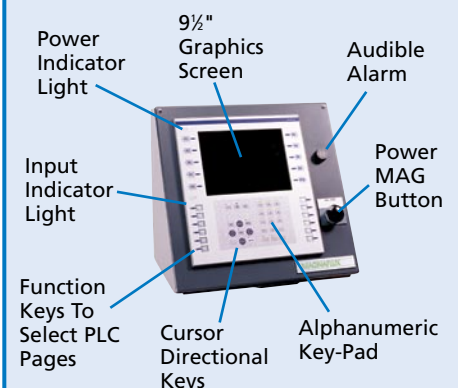 Power
Indicator
Light
9½"
Graphics
Screen
Audible
Alarm
Input
Indicator
Light
Power
MAG
Button
Function
Keys To
Select PLC
Pages
Cursor
Directional
Keys
Alphanumeric
Key-Pad